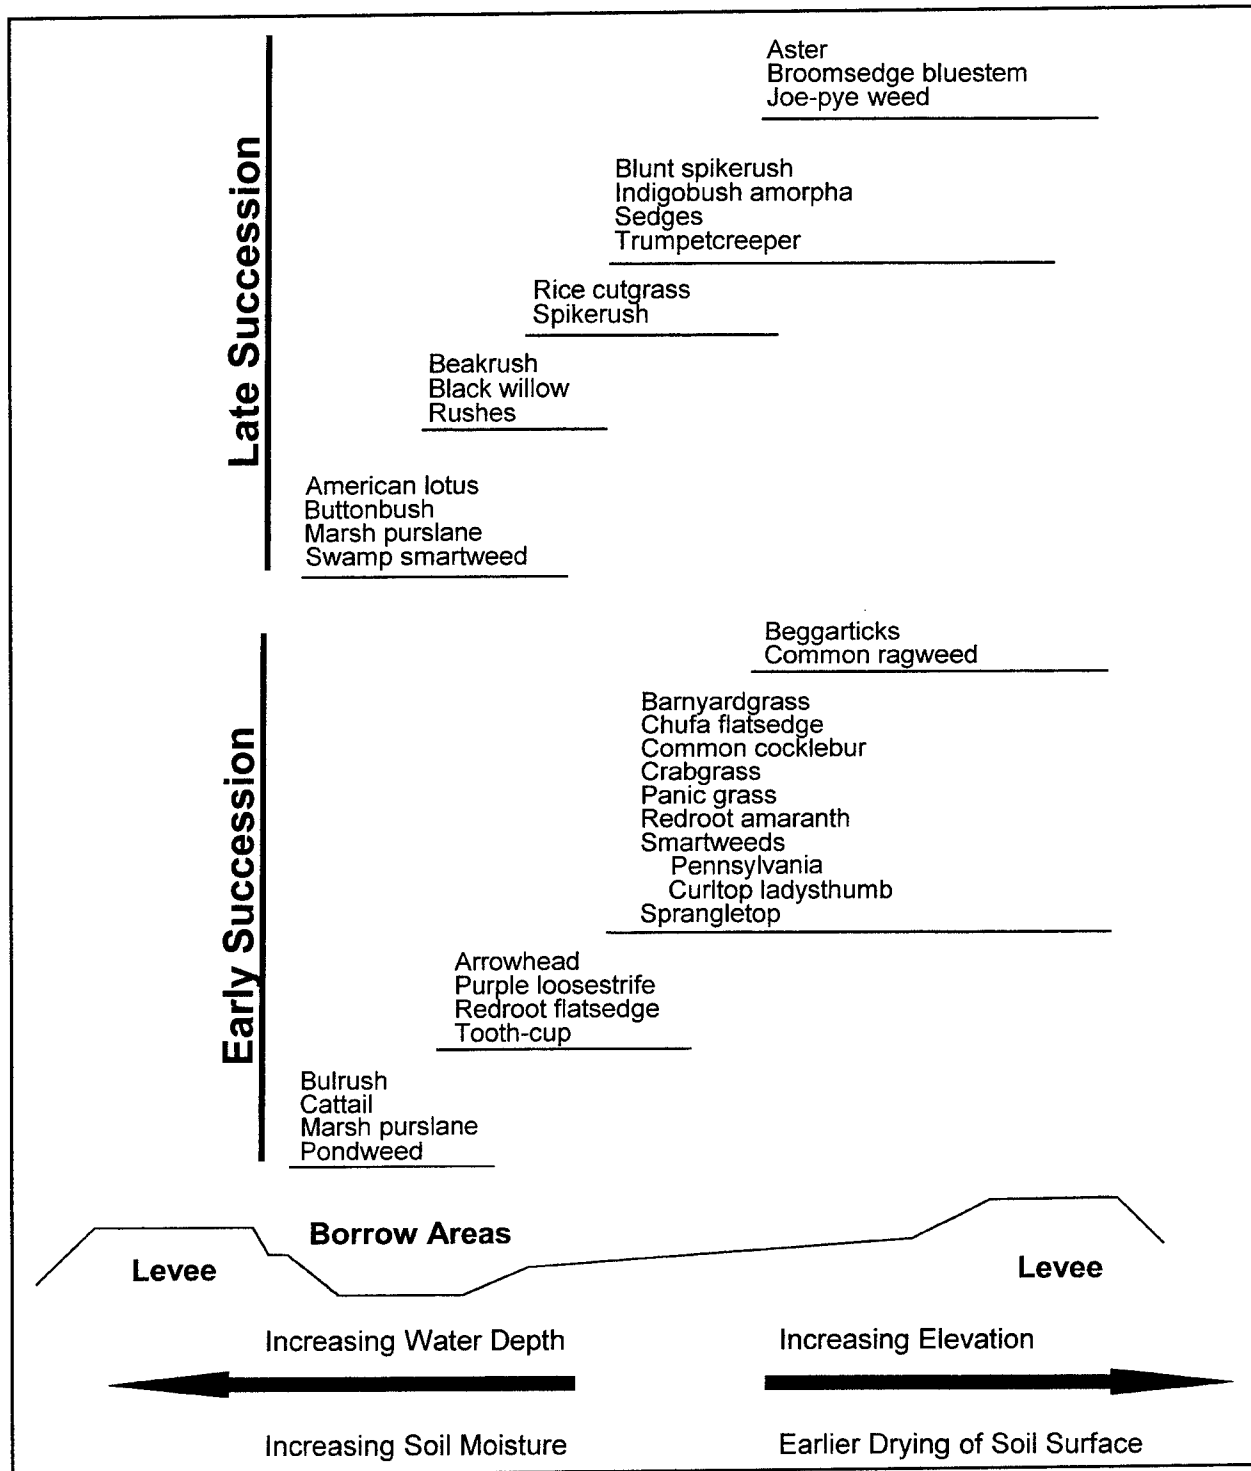 Late Succession
Aster
Broomsedge bluestem
Joe-pye weed
Blunt spikerush
Indigobush amorpha
Sedges
Trumpetcreeper
Rice cutgrass
Spikerush
Beakrush
Black willow
Rushes
American lotus
Buttonbush
Marsh purslane
Swamp smartweed
Early Succession
Beggarticks
Common ragweed
Barnyardgrass
Chufa flatsedge
Common cocklebur
Crabgrass
Panic grass
Redroot amaranth
Smartweeds
Pennsylvania
Curltop ladysthumb
Sprangletop
Arrowhead
Purple loosestrife
Redroot flatsedge
Tooth-cup
Bulrush
Cattail
Marsh purslane
Pondweed
Borrow Areas
Levee
Levee
Increasing Water Depth
Increasing Elevation
Increasing Soil Moisture
Earlier Drying of Soil Surface